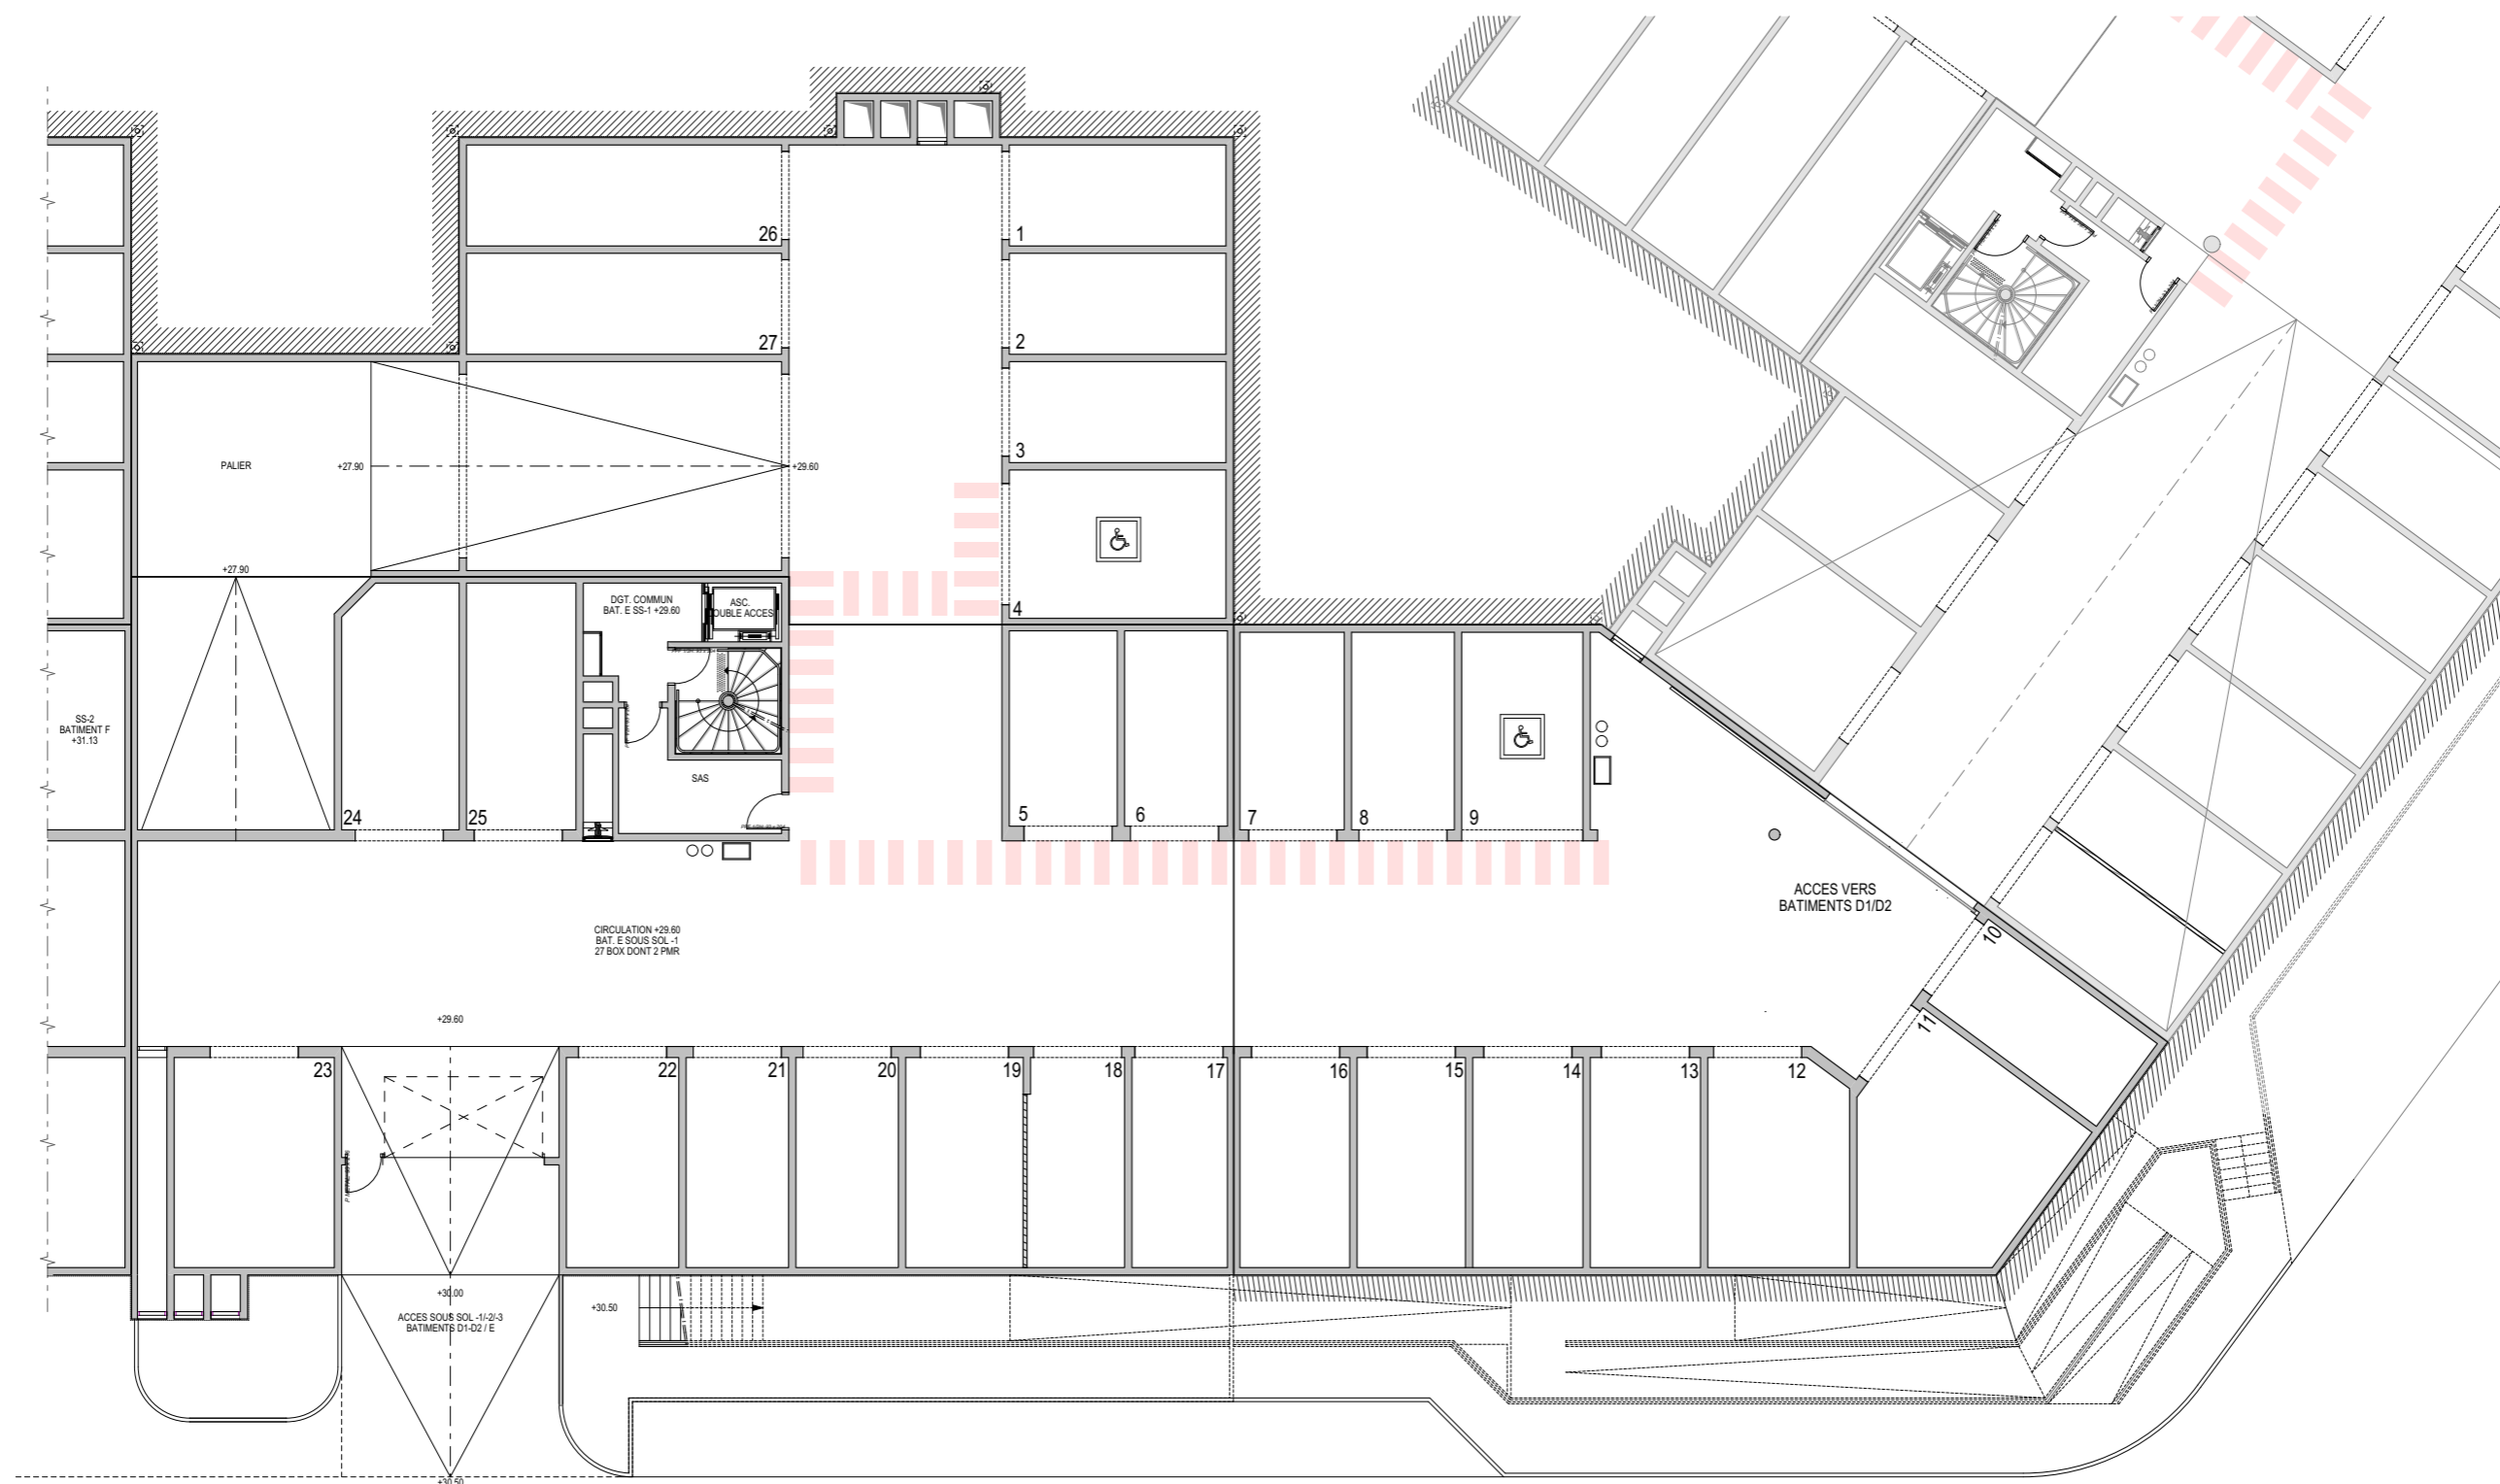 26
1
27
2
3
PALIER
+27.90
+29.60
+27.90
4
DGT. COMMUN
BAT. E SS-1 +29.60
ASC.
DOUBLE ACCES
SS-2
BATIMENT F
+31.13
SAS
24
25
5
6
7
8
9
ACCES VERS
BATIMENTS D1/D2
CIRCULATION +29.60
BAT. E SOUS SOL -1
27 BOX DONT 2 PMR
10
11
+29.60
23
22
21
20
19
18
17
16
15
14
13
12
+30.00
ACCES SOUS SOL -1/-2/-3
BATIMENTS D1-D2 / E
+30.50
+30.50